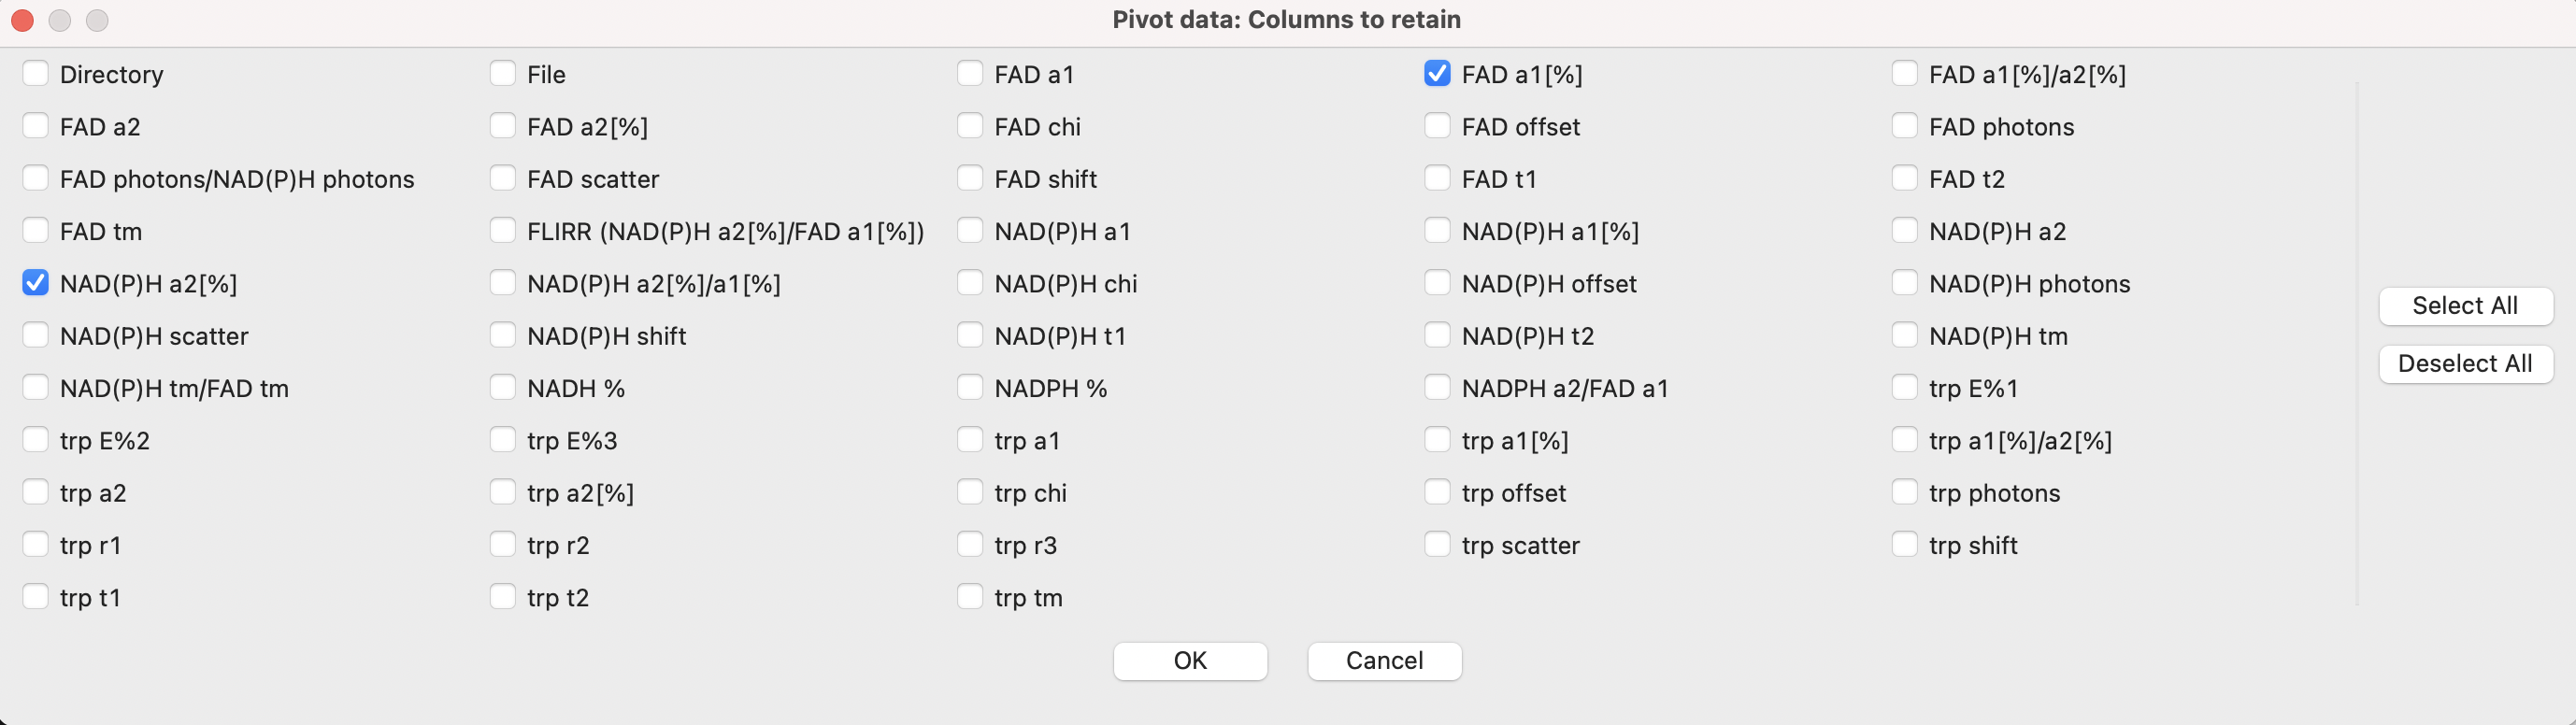 Pivot data: Columns to retain
Directory File FAD a1 FAD a1[%] FAD a1[%]/a2[%]
FAD a2 FAD a2[%] FAD chi FAD offset FAD photons
FAD photons/NAD(P)H photons FAD scatter FAD shift FAD t1 FAD t2
FAD tm FLIRR (NAD(P)H a2[%]/FAD a1[%]) NAD(P)H a1 NAD(P)H a1[%] NAD(P)H a2
NAD(P)H a2[%] NAD(P)H a2[%]/a1[%] NAD(P)H chi NAD(P)H offset NAD(P)H photons
Select All
NAD(P)H scatter NAD(P)H shift NAD(P)H t1 NAD(P)H t2 NAD(P)H tm
Deselect All
NAD(P)H tm/FAD tm NADH % NADPH % NADPH a2/FAD a1 trp E%1
trp E%2 trp E%3 trp a1 trp a1[%] trp a1[%]/a2[%]
trp a2 trp a2[%] trp chi trp offset trp photons
trp r1 trp r2 trp r3 trp scatter trp shift
trp t1 trp t2 trp tm
OK Cancel